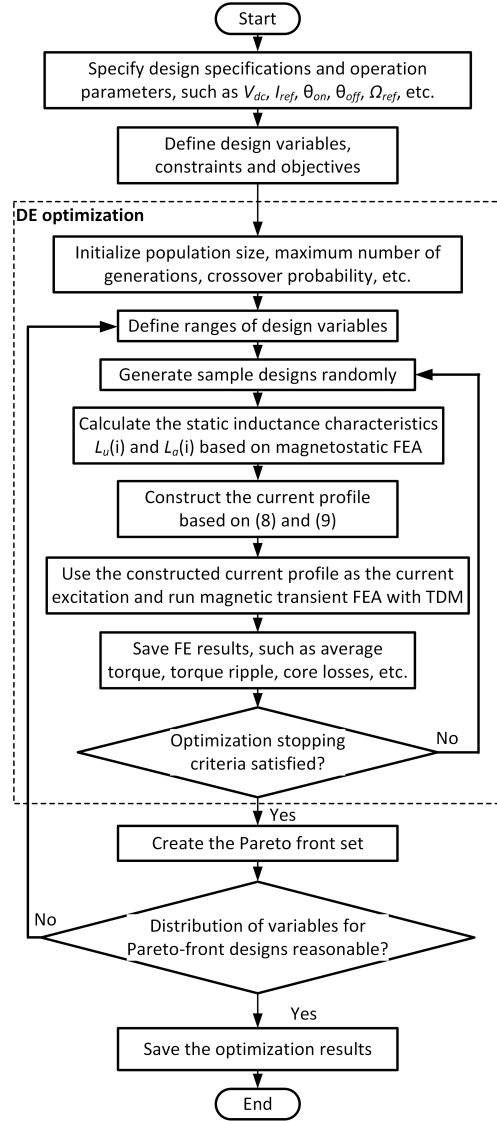 Start
Specify design specifications and operation
parameters, such as Vdc, Iref, θon, θoff, Ωref, etc.
Define design variables,
constraints and objectives
DE optimization
Initialize population size, maximum number of
generations, crossover probability, etc.
Define ranges of design variables
Generate sample designs randomly
Calculate the static inductance characteristics
Lu(i) and La(i) based on magnetostatic FEA
Construct the current profile
based on (8) and (9)
Use the constructed current profile as the current
excitation and run magnetic transient FEA with TDM
Save FE results, such as average
torque, torque ripple, core losses, etc.
Optimization stopping
criteria satisfied?
No
Yes
Create the Pareto front set
Distribution of variables for
Pareto-front designs reasonable?
No
Yes
Save the optimization results
End